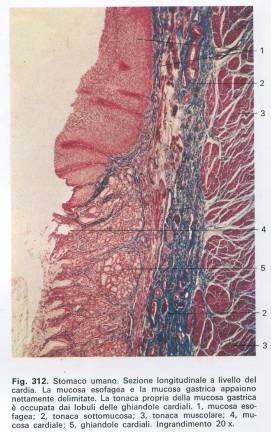 1
2
3
4
5
2
3
Fig. 312. Stomaco umano. Sezione longitudinale a livello del
cardia. La mucosa esofagea e la mucosa gastrica appaiono
nettamente delimitate. La tonaca propria della mucosa gastrica
è occupata dai lobuli delle ghiandole cardiali. 1, mucosa eso-
fagea; 2, tonaca sottomucosa; 3, tonaca muscolare; 4, mu-
cosa cardiale; 5, ghiandole cardiali. Ingrandimento 20 x.